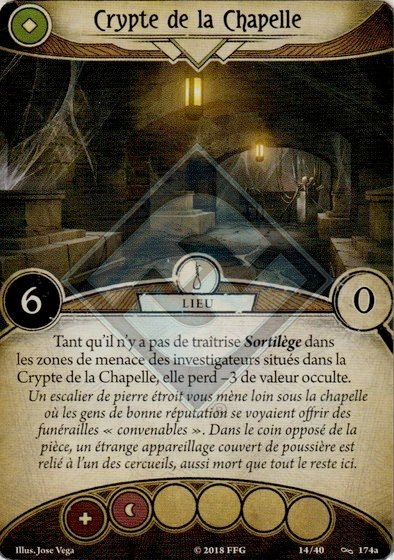 Crypte de la Chapelle
6
LIEU
0
Tant qu'il n'y a pas de traîtrise Sortilège dans
les zones de menace des investigateurs situés dans la
Crypte de la Chapelle, elle perd –3 de valeur occulte.
Un escalier de pierre étroit vous mène loin sous la chapelle
où les gens de bonne réputation se voyaient offrir des
funérailles « convenables ». Dans le coin opposé de la
pièce, un étrange appareillage couvert de poussière est
relié à l'un des cercueils, aussi mort que tout le reste ici.
Illus. Jose Vega © 2018 FFG 14/40 174a